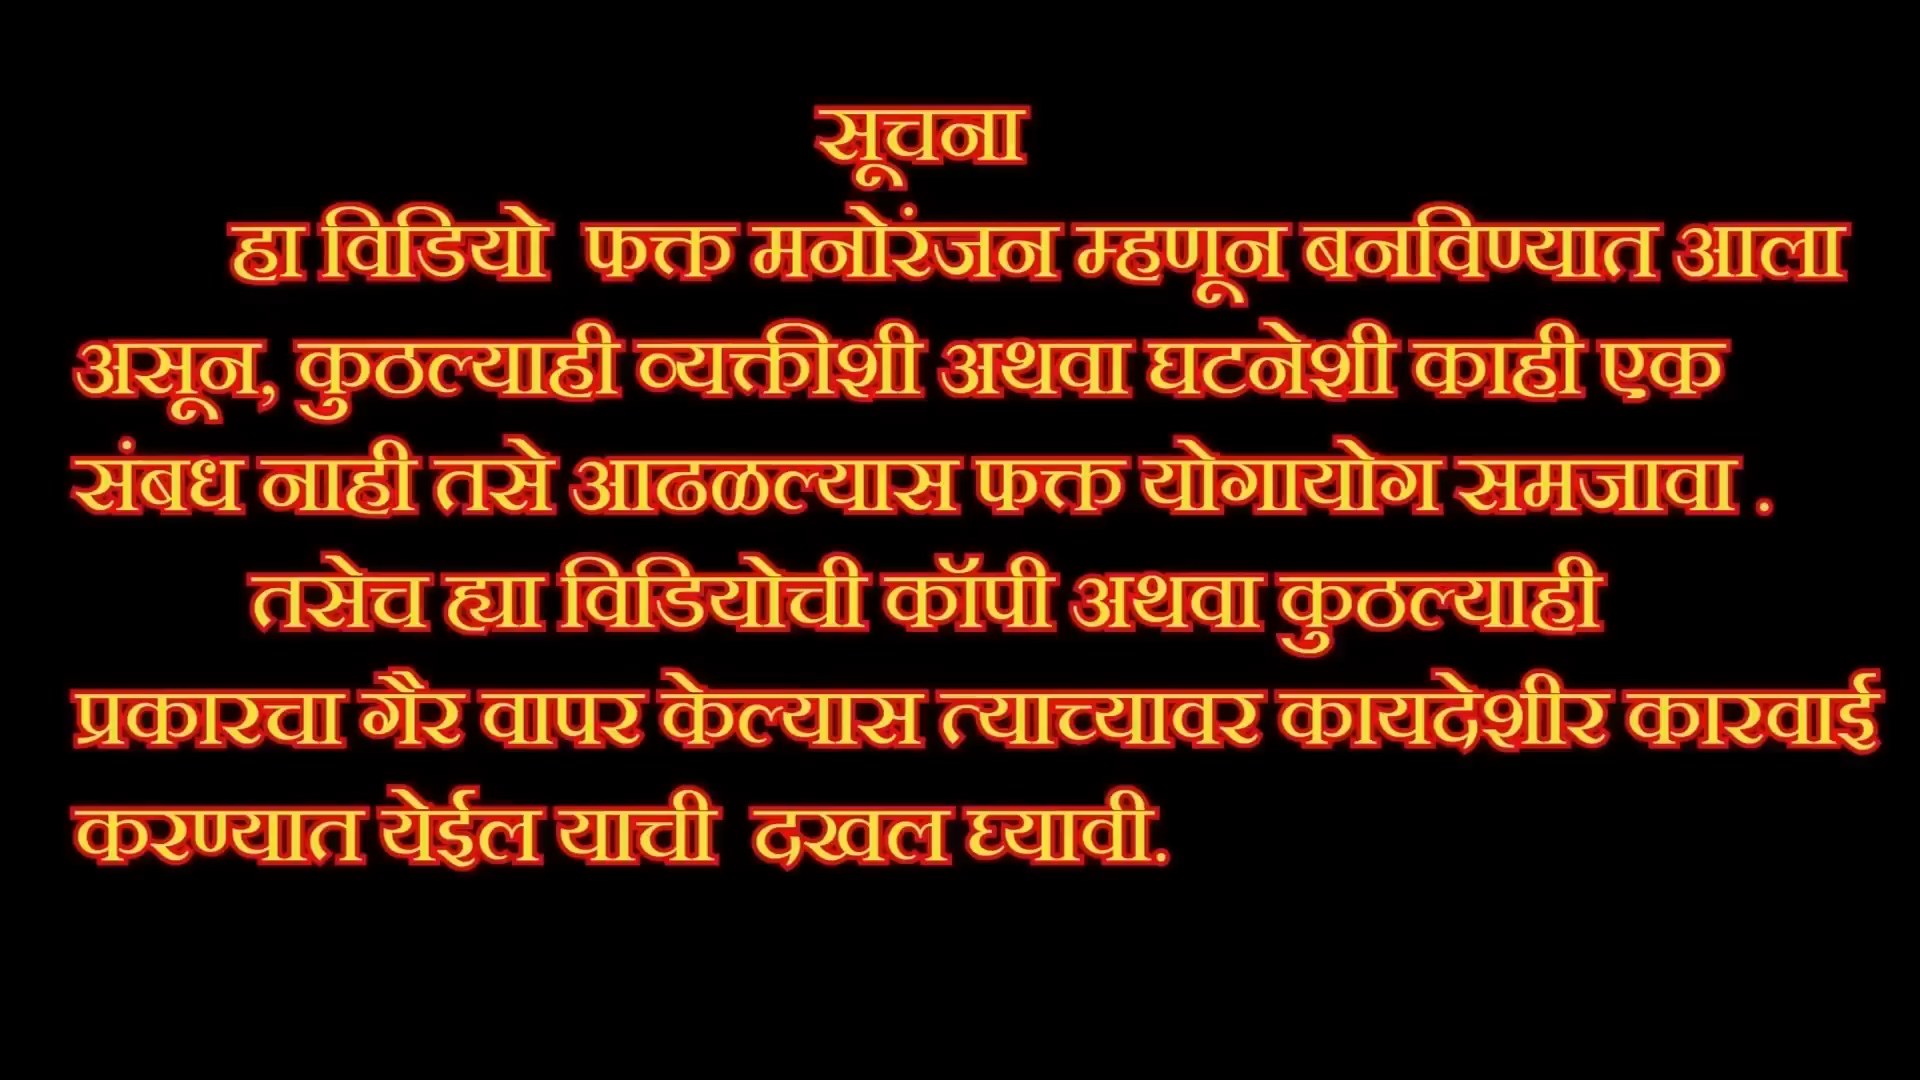 सूचना
हा विडियो फक्त मनोरंजन म्हणून बनविण्यात आला
असून, कुठल्याही व्यक्तीशी अथवा घटनेशी काही एक
संबध नाही तसे आढळल्यास फक्त योगायोग समजावा .
तसेच ह्या विडियोची कॉपी अथवा कुठल्याही
प्रकारचा गैर वापर केल्यास त्याच्यावर कायदेशीर कारवाई
करण्यात येईल याची दखल घ्यावी.